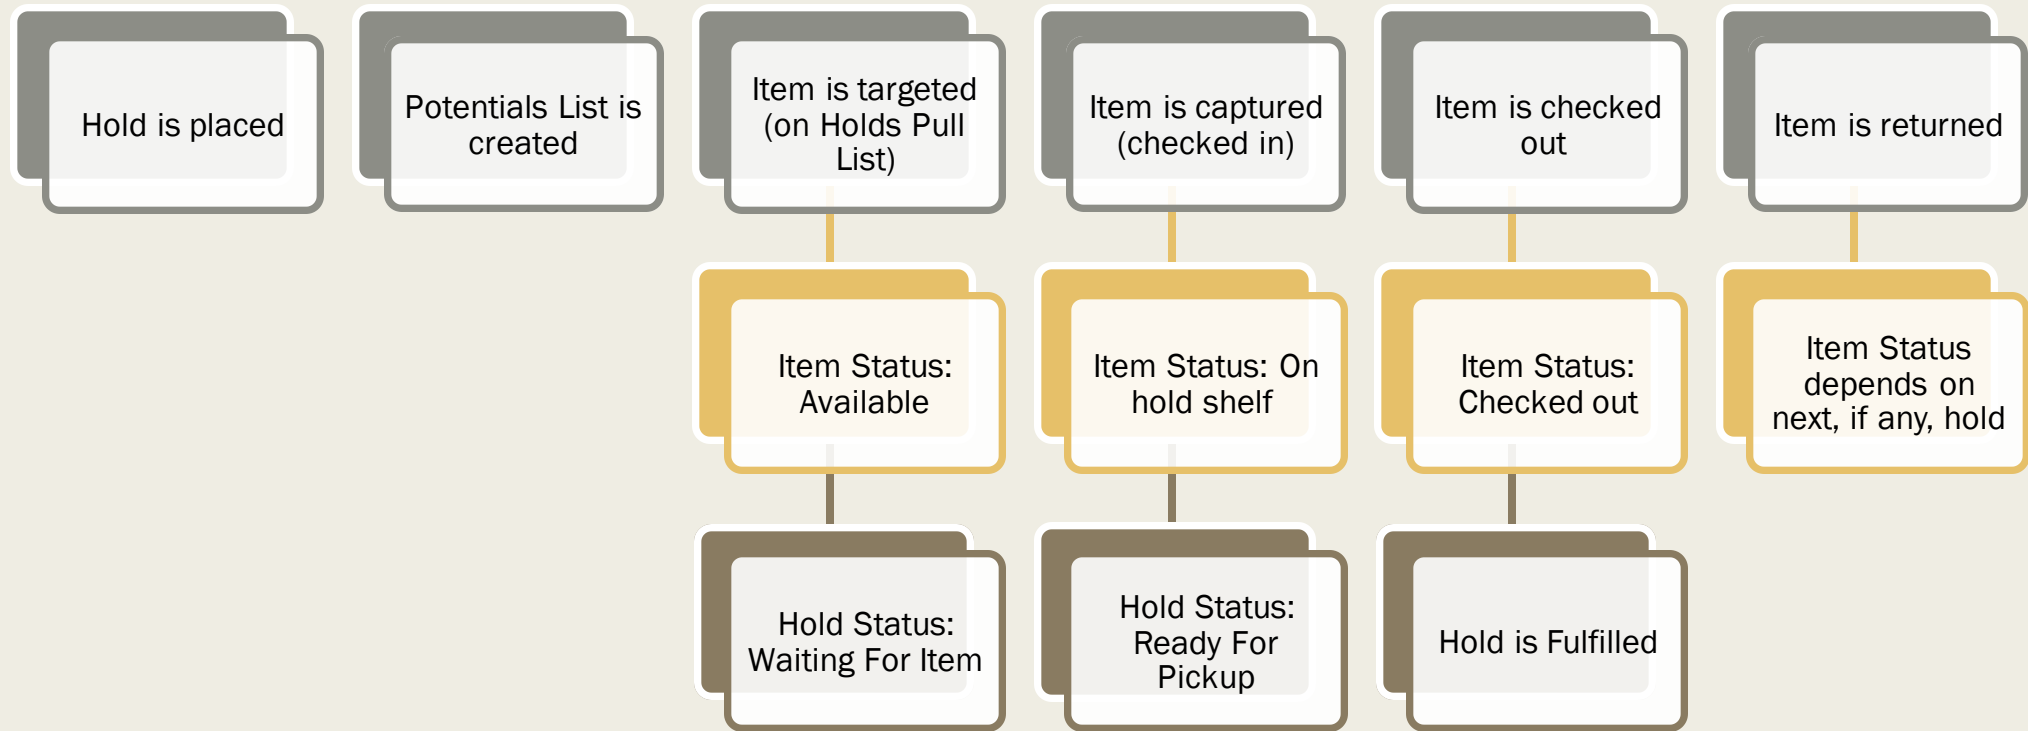 Hold is placed
Potentials List is
created
Item is targeted
(on Holds Pull
List)
Item is captured
(checked in)
Item is checked
out
Item is returned
Item Status:
Available
Item Status: On
hold shelf
Item Status:
Checked out
Item Status
depends on
next, if any, hold
Hold Status:
Waiting For Item
Hold Status:
Ready For
Pickup
Hold is Fulfilled